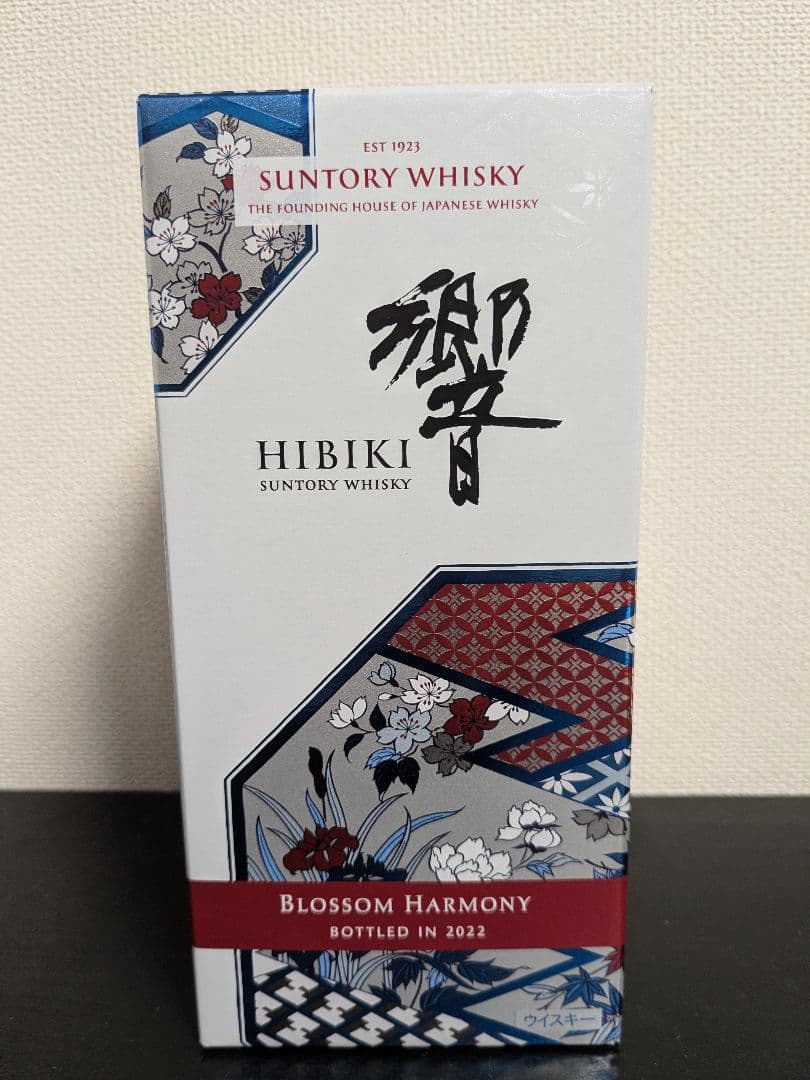 EST 1923
SUNTORY WHISKY
THE FOUNDING HOUSE OF JAPANESE WHISKY
響
HIBIKI
SUNTORY WHISKY
BLOSSOM HARMONY
BOTTLED IN 2022
ウイスキー